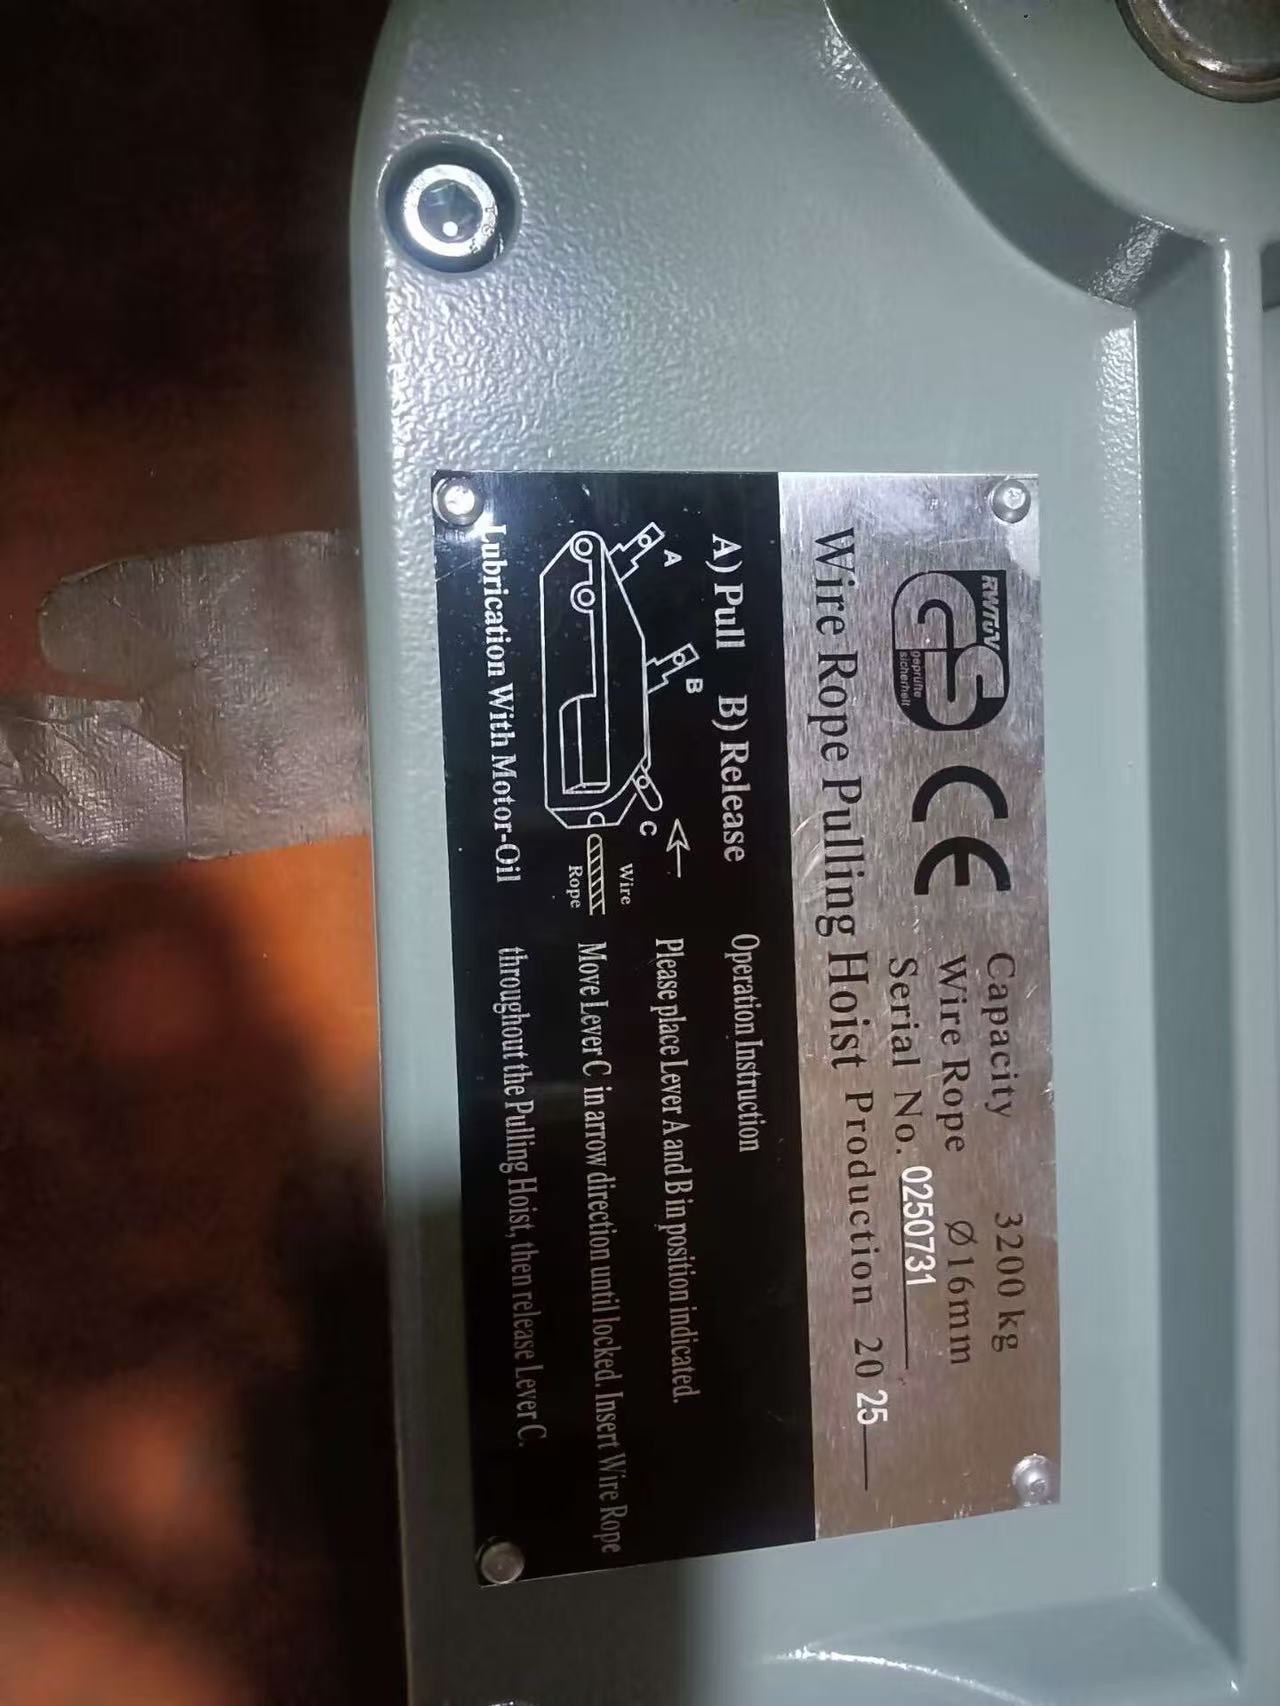 RWTÜV
geprüfte
sicherheit
GS
CE
Capacity 3200 kg
Wire Rope Ø16mm
Serial No. 0250731
Wire Rope Pulling Hoist Production 2025
A) Pull B) Release
A
B
C
Wire
Rope
Lubrication With Motor-Oil
Operation Instruction
Please place Lever A and B in position indicated.
Move Lever C in arrow direction until locked. Insert Wire Rope
throughout the Pulling Hoist, then release Lever C.